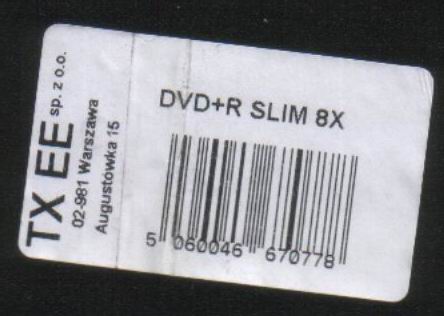 TX EE sp. z o.o.
02-981 Warszawa
Augustówka 15
DVD+R SLIM 8X
5 060046 670778